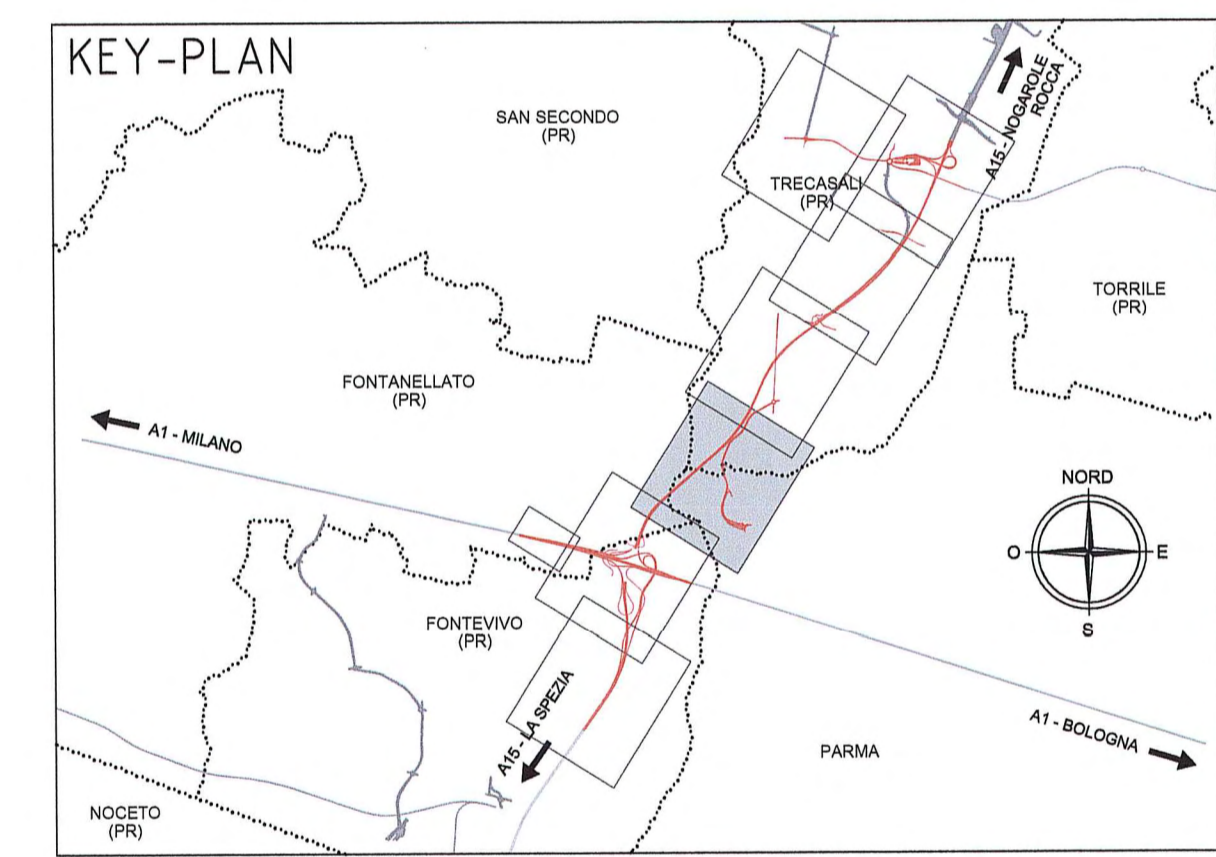 KEY-PLAN
SAN SECONDO
(PR)
A15 - NOGAROLE
ROCCA
TRECASALI
(PR)
TORRILE
(PR)
FONTANELLATO
(PR)
A1 - MILANO
NORD
O
E
S
FONTEVIVO
(PR)
A15 - LA SPEZIA
A1 - BOLOGNA
PARMA
NOCETO
(PR)